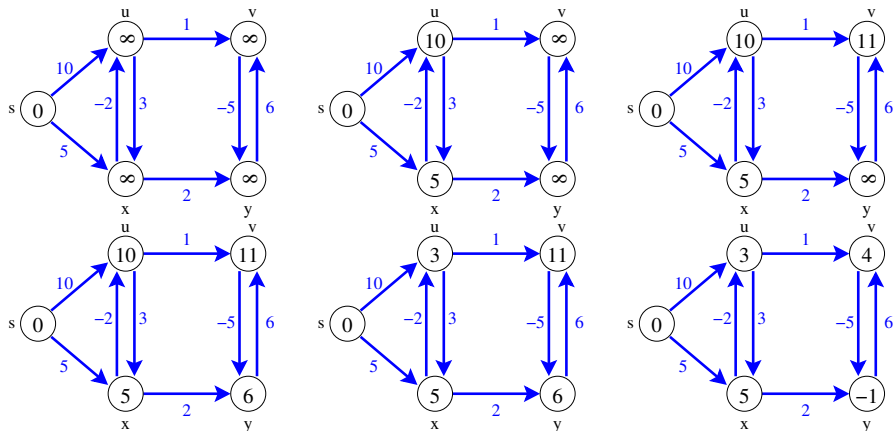 u v u v u v
1 1 1
∞ ∞ 10 ∞ 10 11
10 10 10
s 0 −2 3 −5 6 s 0 −2 3 −5 6 s 0 −2 3 −5 6
5 5 5
∞ ∞ 5 ∞ 5 ∞
2 2 2
x y x y x y
u v u v u v
1 1 1
10 11 3 11 3 4
10 10 10
s 0 −2 3 −5 6 s 0 −2 3 −5 6 s 0 −2 3 −5 6
5 5 5
5 6 5 6 5 −1
2 2 2
x y x y x y